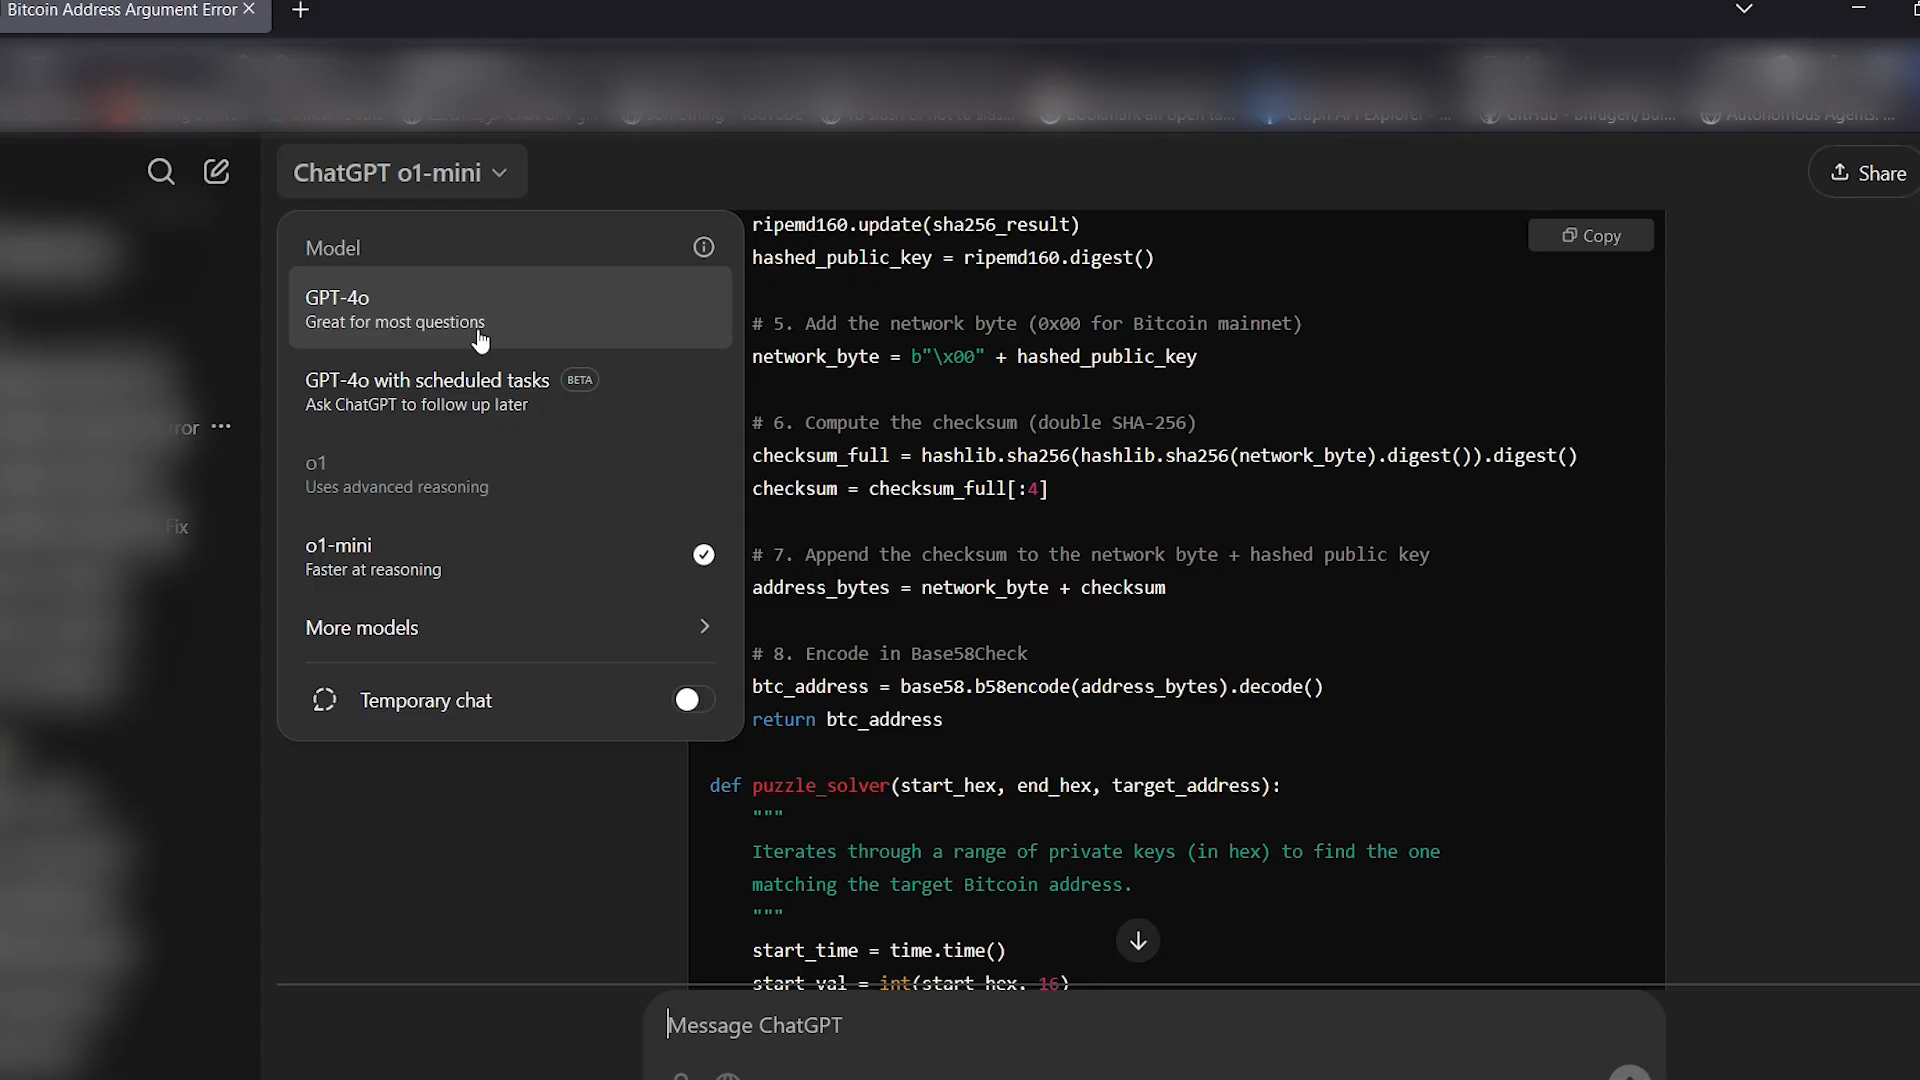 Bitcoin Address Argument Error
ChatGPT o1-mini
Share
Model
GPT-4o
Great for most questions
GPT-4o with scheduled tasks BETA
Ask ChatGPT to follow up later
o1
Uses advanced reasoning
o1-mini
Faster at reasoning
More models
Temporary chat
rror
Fix
Copy
ripemd160.update(sha256_result)
hashed_public_key = ripemd160.digest()
# 5. Add the network byte (0x00 for Bitcoin mainnet)
network_byte = b"\x00" + hashed_public_key
# 6. Compute the checksum (double SHA-256)
checksum_full = hashlib.sha256(hashlib.sha256(network_byte).digest()).digest()
checksum = checksum_full[:4]
# 7. Append the checksum to the network byte + hashed public key
address_bytes = network_byte + checksum
# 8. Encode in Base58Check
btc_address = base58.b58encode(address_bytes).decode()
return btc_address
def puzzle_solver(start_hex, end_hex, target_address):
"""
Iterates through a range of private keys (in hex) to find the one
matching the target Bitcoin address.
"""
start_time = time.time()
start_val = int(start_hex, 16)
Message ChatGPT